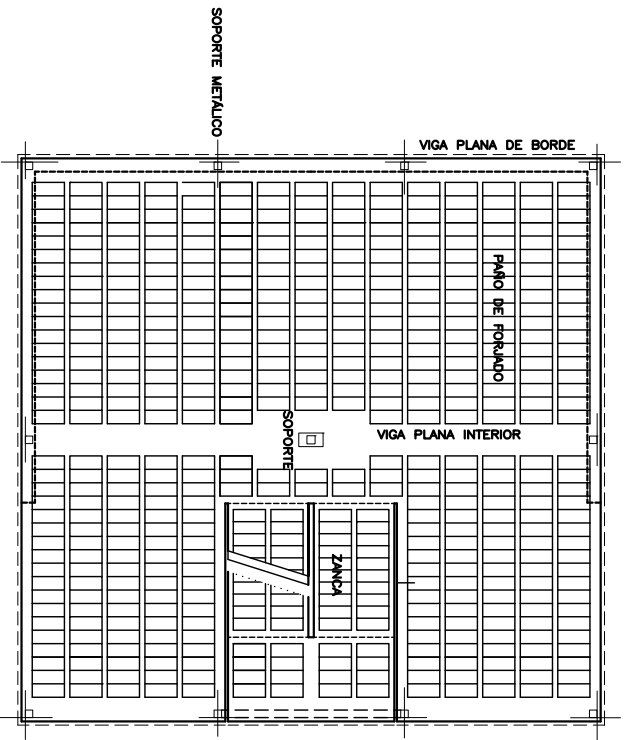 SOPORTE METÁLICO
VIGA PLANA DE BORDE
PAÑO DE FORJADO
SOPORTE
VIGA PLANA INTERIOR
ZANCA